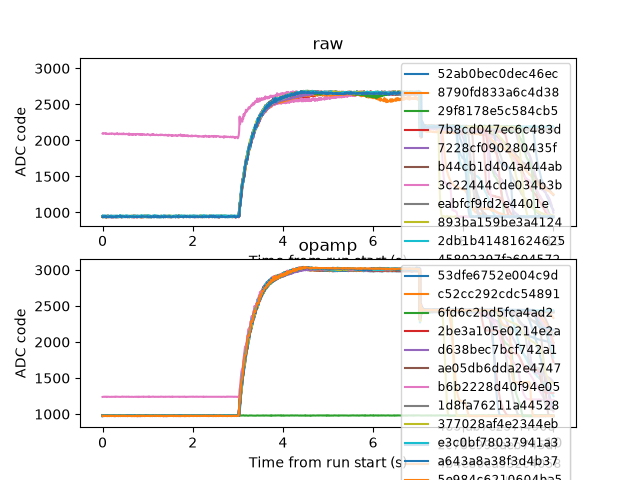 raw
3000
2500
2000
1500
1000
ADC code
0 2 4 6
52ab0bec0dec46ec
8790fd833a6c4d38
29f8178e5c584cb5
7b8cd047ec6c483d
7228cf090280435f
b44cb1d404a444ab
3c22444cde034b3b
eabfcf9fd2e4401e
893ba159be3a4124
2db1b41481624625
opamp
3000
2500
2000
1500
1000
ADC code
0 2 4 6
Time from run start (s
53dfe6752e004c9d
c52cc292cdc54891
6fd6c2bd5fca4ad2
2be3a105e0214e2a
d638bec7bcf742a1
ae05db6dda2e4747
b6b2228d40f94e05
1d8fa76211a44528
377028af4e2344eb
e3c0bf78037941a3
a643a8a38f3d4b37